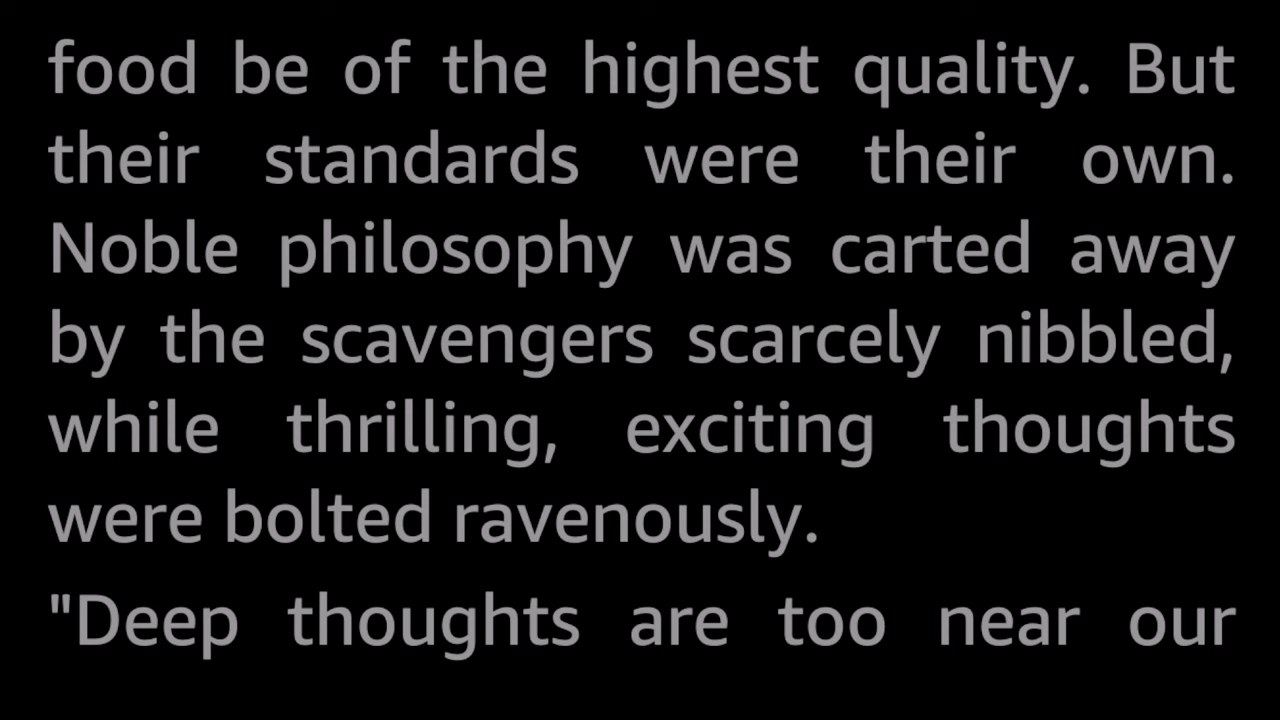 food be of the highest quality. But
their standards were their own.
Noble philosophy was carted away
by the scavengers scarcely nibbled,
while thrilling, exciting thoughts
were bolted ravenously.
"Deep thoughts are too near our